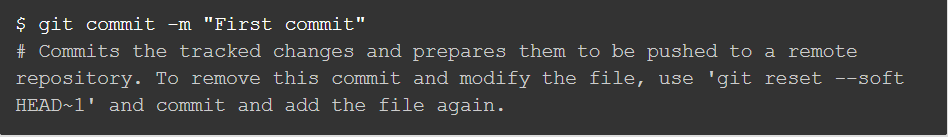 $ git commit -m "First commit"
# Commits the tracked changes and prepares them to be pushed to a remote
repository. To remove this commit and modify the file, use 'git reset --soft
HEAD~1' and commit and add the file again.